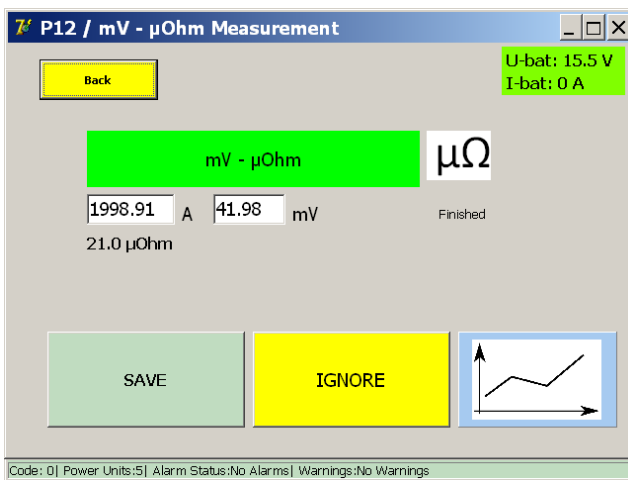 P12 / mV - µOhm Measurement
Back
U-bat: 15.5 V
I-bat: 0 A
mV - µOhm
µΩ
1998.91 A 41.98 mV
Finished
21.0 µOhm
SAVE
IGNORE
Code: 0| Power Units:5| Alarm Status:No Alarms| Warnings:No Warnings